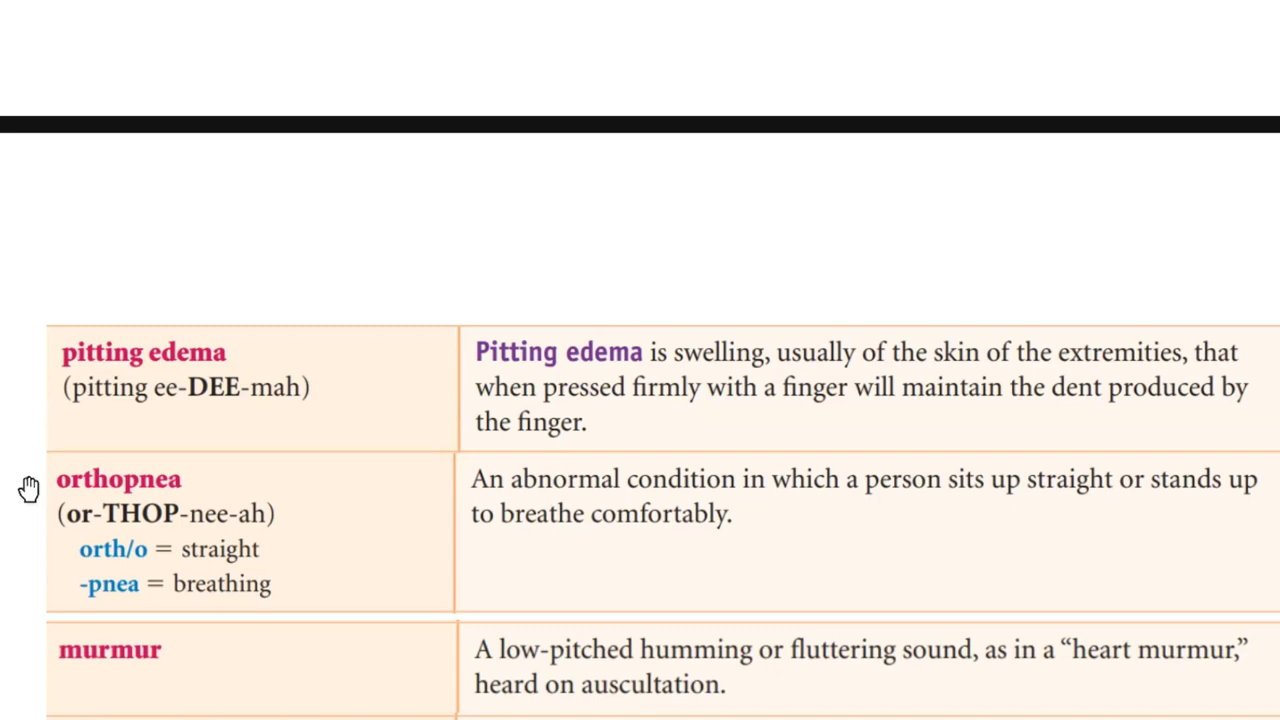 pitting edema
(pitting ee-DEE-mah)
Pitting edema is swelling, usually of the skin of the extremities, that
when pressed firmly with a finger will maintain the dent produced by
the finger.
orthopnea
(or-THOP-nee-ah)
orth/o = straight
-pnea = breathing
An abnormal condition in which a person sits up straight or stands up
to breathe comfortably.
murmur
A low-pitched humming or fluttering sound, as in a “heart murmur,”
heard on auscultation.